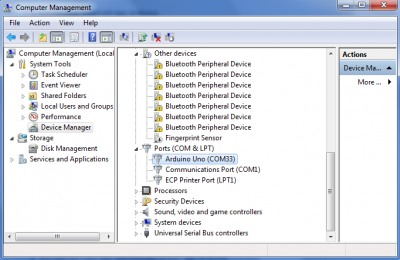 Computer Management
File Action View Help
Computer Management (Local
System Tools
Task Scheduler
Event Viewer
Shared Folders
Local Users and Groups
Performance
Device Manager
Storage
Disk Management
Services and Applications
Other devices
Bluetooth Peripheral Device
Bluetooth Peripheral Device
Bluetooth Peripheral Device
Bluetooth Peripheral Device
Bluetooth Peripheral Device
Bluetooth Peripheral Device
Bluetooth Peripheral Device
Fingerprint Sensor
Ports (COM & LPT)
Arduino Uno (COM33)
Communications Port (COM1)
ECP Printer Port (LPT1)
Processors
Security Devices
Sound, video and game controllers
System devices
Universal Serial Bus controllers
Actions
Device Ma...
More ...